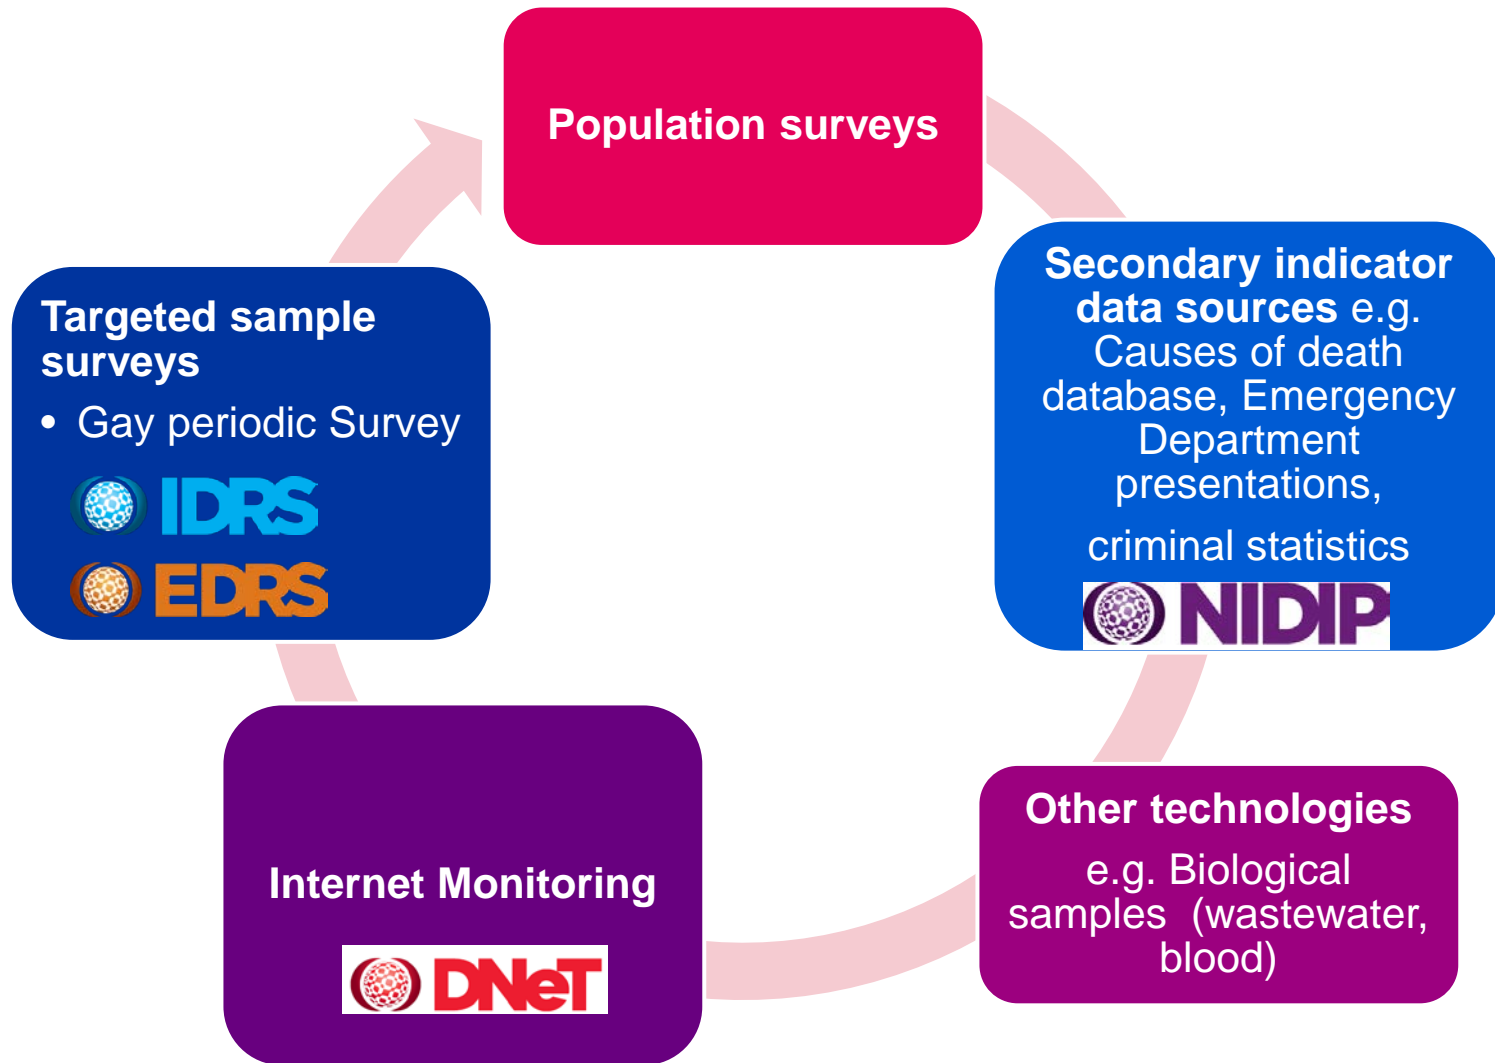 Population surveys
Secondary indicator
data sources e.g.
Causes of death
database, Emergency
Department
presentations,
criminal statistics
NIDIP
Other technologies
e.g. Biological
samples (wastewater,
blood)
Internet Monitoring
DNeT
Targeted sample
surveys
• Gay periodic Survey
IDRS
EDRS